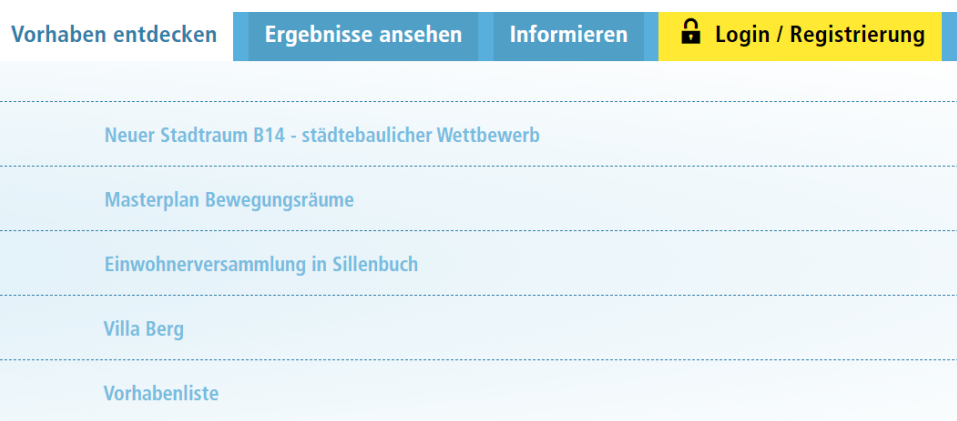 Vorhaben entdecken Ergebnisse ansehen Informieren Login / Registrierung
Neuer Stadtraum B14 - städtebaulicher Wettbewerb
Masterplan Bewegungsräume
Einwohnerversammlung in Sillenbuch
Villa Berg
Vorhabenliste